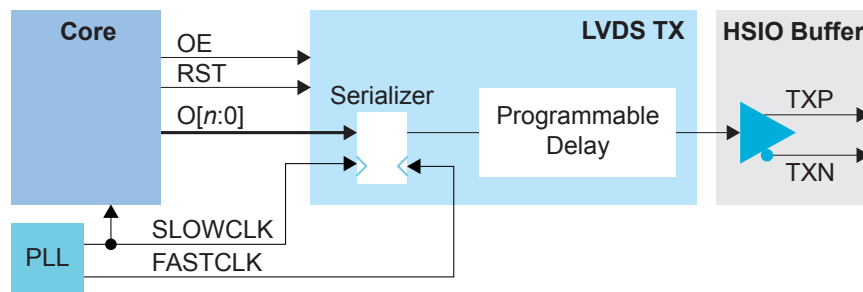 Core
OE
RST
O[n:0]
LVDS TX
Serializer
Programmable
Delay
HSIO Buffer
TXP
TXN
PLL
SLOWCLK
FASTCLK